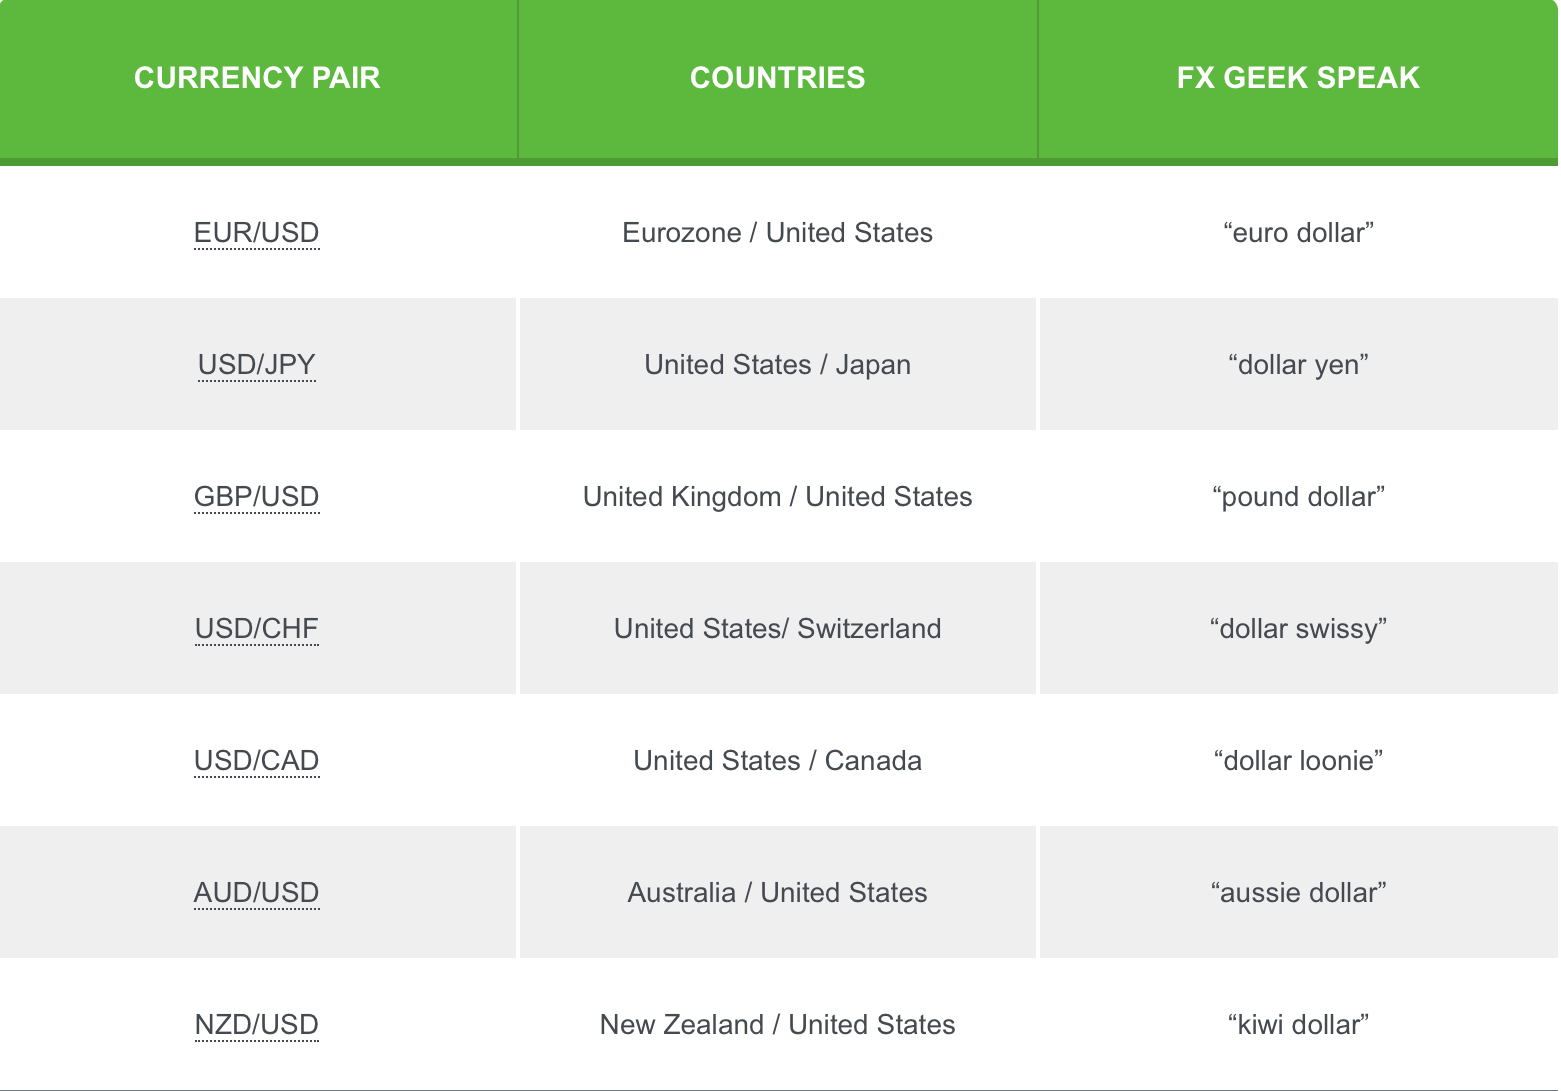 CURRENCY PAIR COUNTRIES FX GEEK SPEAK
EUR/USD Eurozone / United States “euro dollar”
USD/JPY United States / Japan “dollar yen”
GBP/USD United Kingdom / United States “pound dollar”
USD/CHF United States/ Switzerland “dollar swissy”
USD/CAD United States / Canada “dollar loonie”
AUD/USD Australia / United States “aussie dollar”
NZD/USD New Zealand / United States “kiwi dollar”